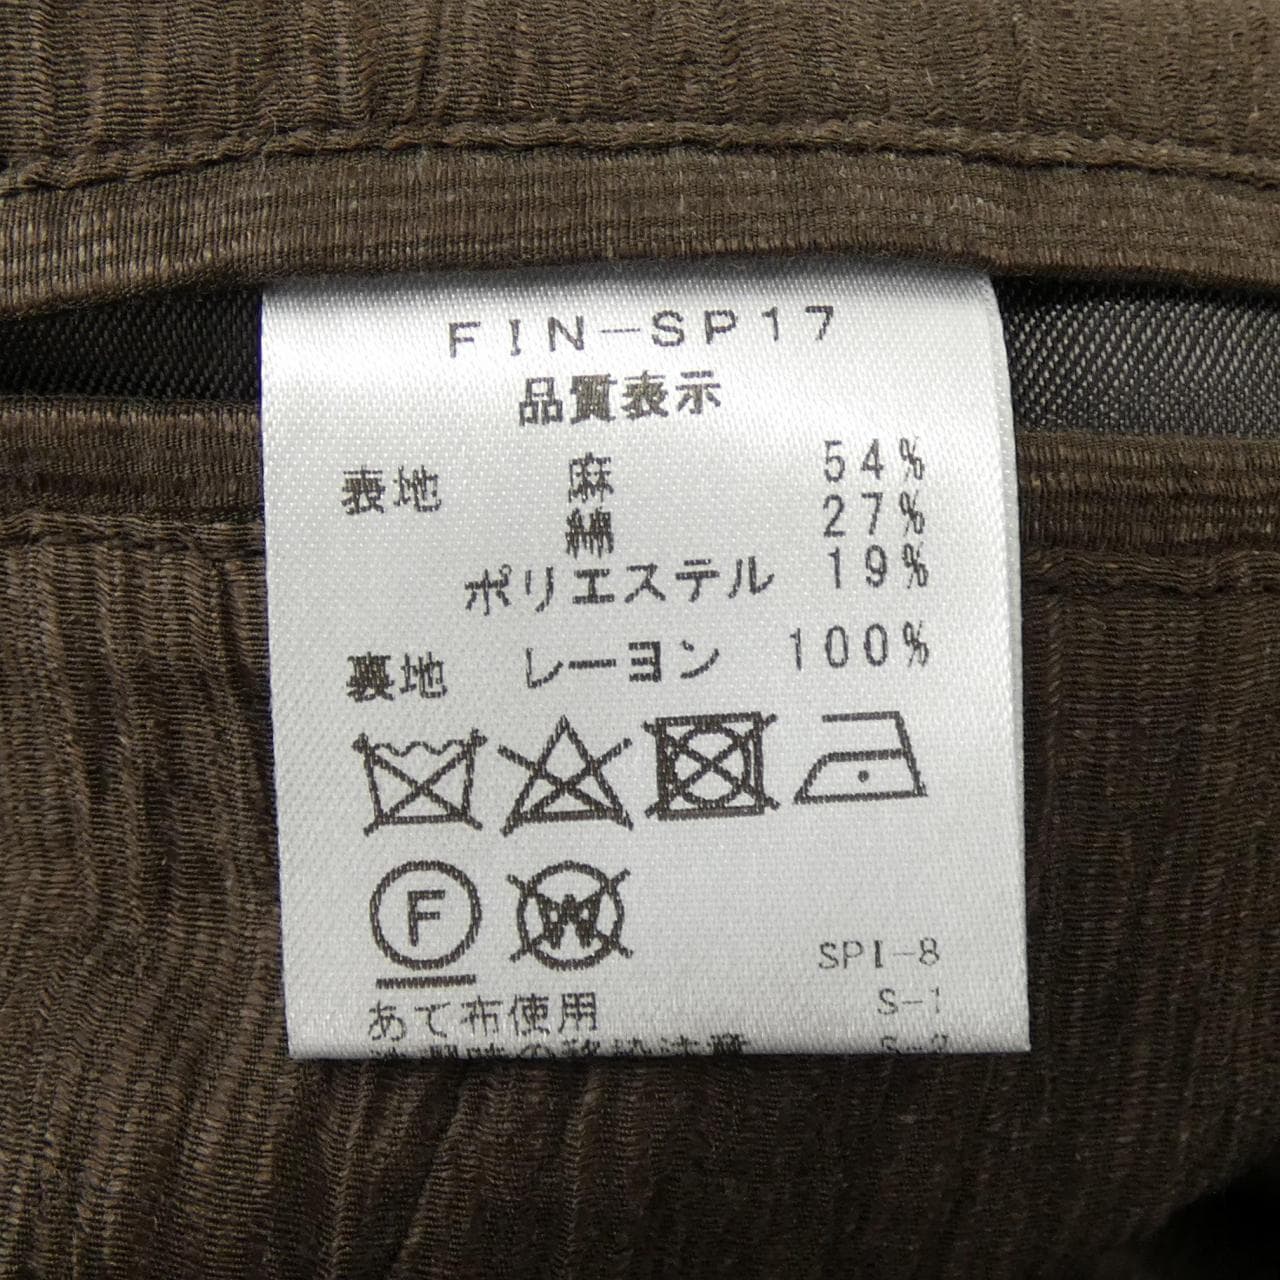 FIN-SP17
品質表示
表地 麻 54%
綿 27%
ポリエステル 19%
裏地 レーヨン 100%
F W
SPI-8
あて布使用 S-1